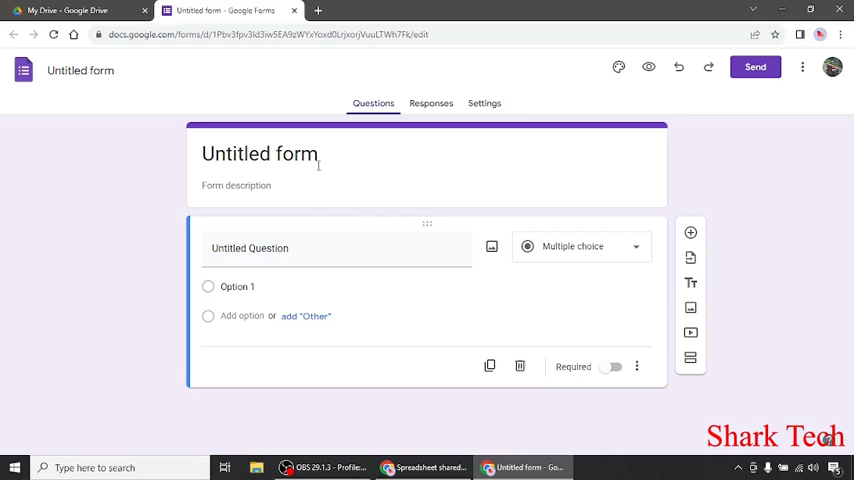 My Drive - Google Drive
Untitled form - Google Forms
docs.google.com/forms/d/1Pbv3fpv3Id3iw5EA9zWYxYoxd0LrjxorjVuuLTWh7Fk/edit
Untitled form
Send
Questions Responses Settings
Untitled form
Form description
Untitled Question
Multiple choice
Option 1
Add option or add "Other"
Required
Shark Tech
Type here to search
OBS 29.1.3 - Profile:...
Spreadsheet shared...
Untitled form - Go...
5